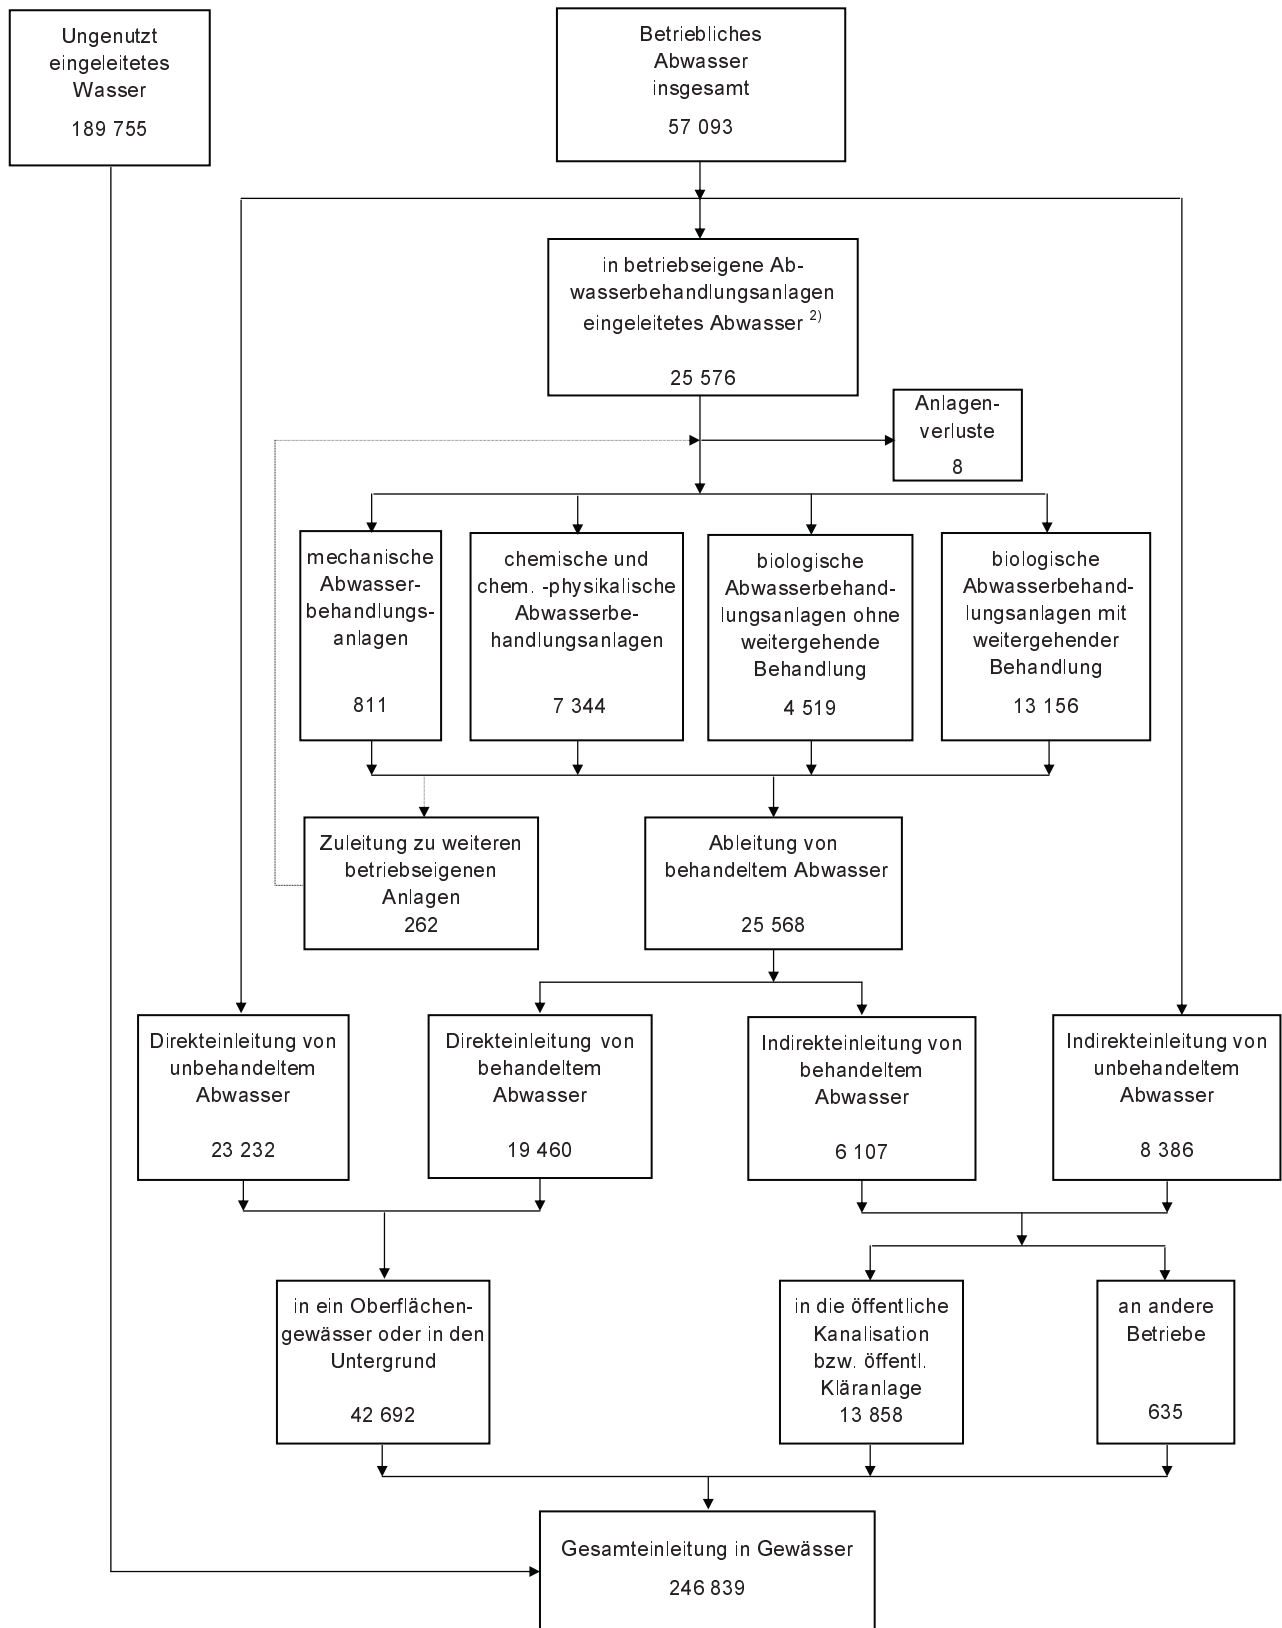 Ungenutzt
eingeleitetes
Wasser
189 755
Betriebliches
Abwasser
insgesamt
57 093
in betriebseigene Ab-
wasserbehandlungsanlagen
eingeleitetes Abwasser 2)
25 576
Anlagen-
verluste
8
mechanische
Abwasser-
behandlungs-
anlagen
811
chemische und
chem. -physikalische
Abwasserbe-
handlungsanlagen
7 344
biologische
Abwasserbehand-
lungsanlagen ohne
weitergehende
Behandlung
4 519
biologische
Abwasserbehand-
lungsanlagen mit
weitergehender
Behandlung
13 156
Zuleitung zu weiteren
betriebseigenen
Anlagen
262
Ableitung von
behandeltem Abwasser
25 568
Direkteinleitung von
unbehandeltem
Abwasser
23 232
Direkteinleitung von
behandeltem
Abwasser
19 460
Indirekteinleitung von
behandeltem
Abwasser
6 107
Indirekteinleitung von
unbehandeltem
Abwasser
8 386
in ein Oberflächen-
gewässer oder in den
Untergrund
42 692
in die öffentliche
Kanalisation
bzw. öffentl.
Kläranlage
13 858
an andere
Betriebe
635
Gesamteinleitung in Gewässer
246 839